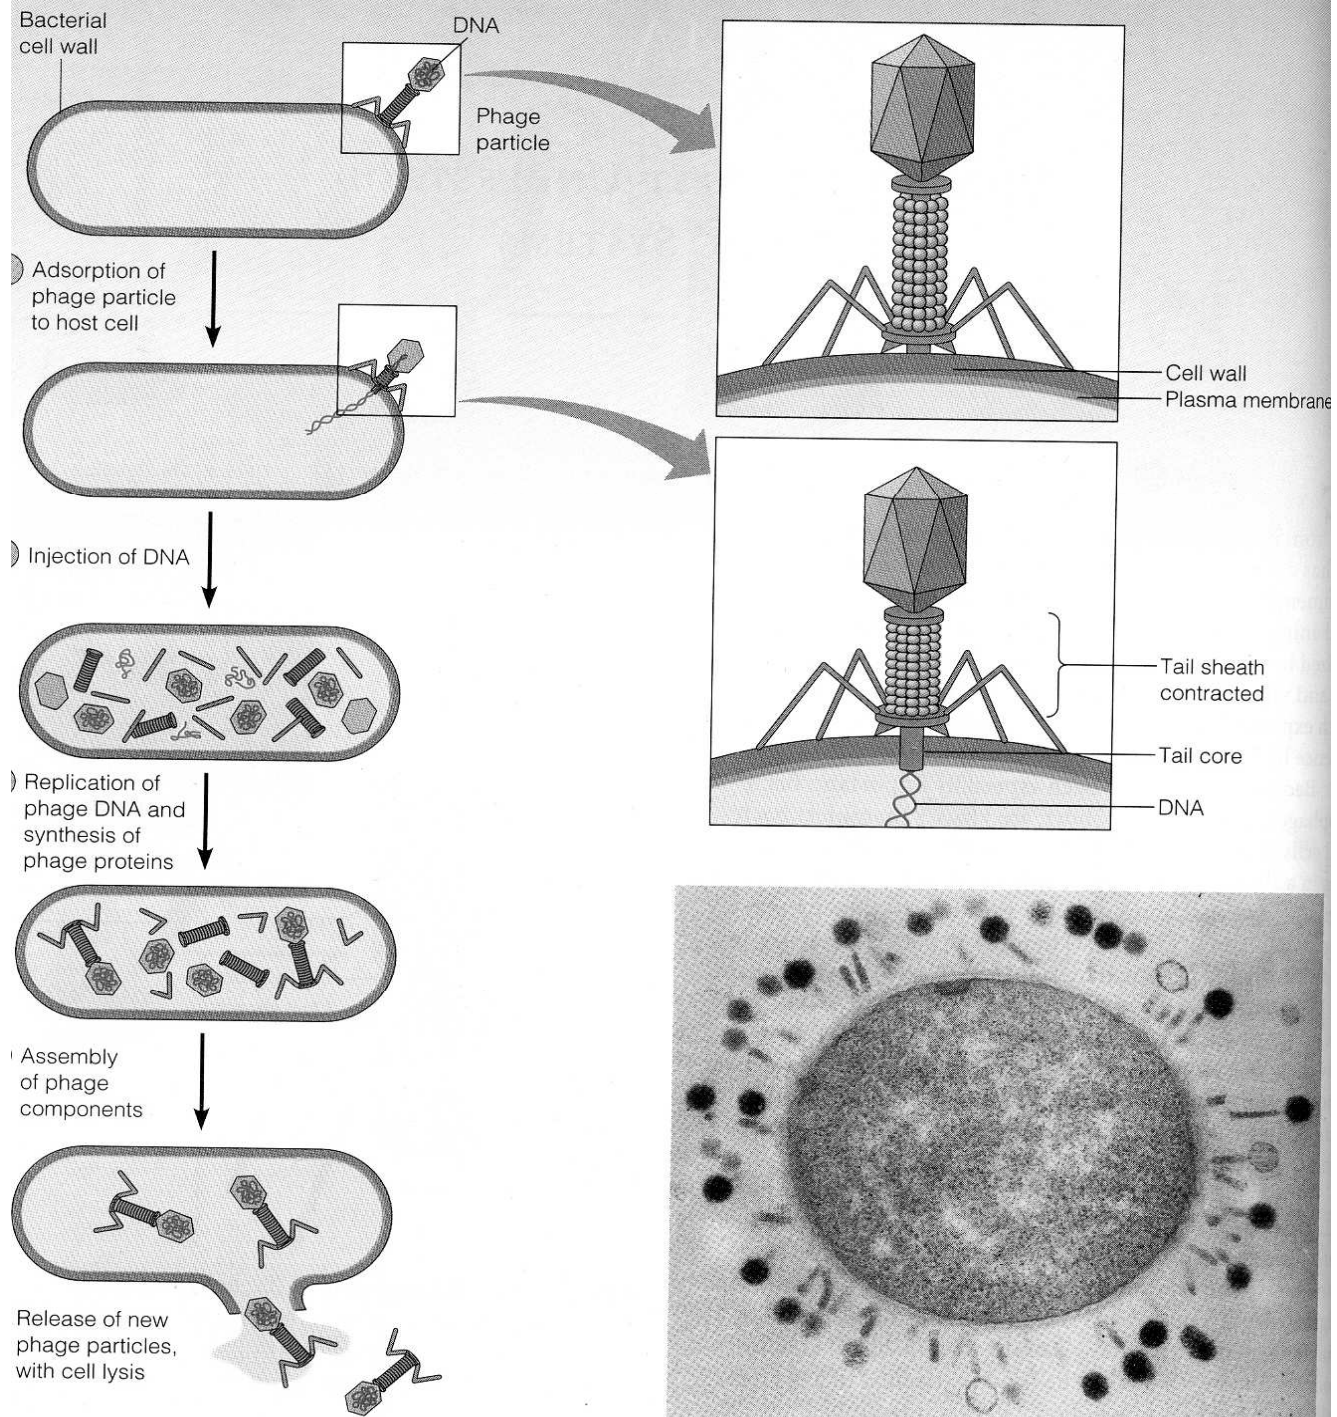 Bacterial
cell wall
DNA
Phage
particle
Adsorption of
phage particle
to host cell
Cell wall
Plasma membrane
Injection of DNA
Tail sheath
contracted
Tail core
DNA
Replication of
phage DNA and
synthesis of
phage proteins
Assembly
of phage
components
Release of new
phage particles,
with cell lysis